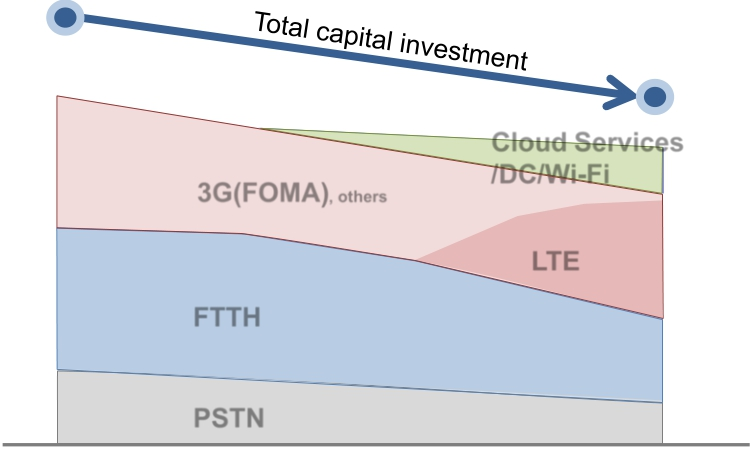 Total capital investment
Cloud Services
/DC/Wi-Fi
3G(FOMA), others
LTE
FTTH
PSTN